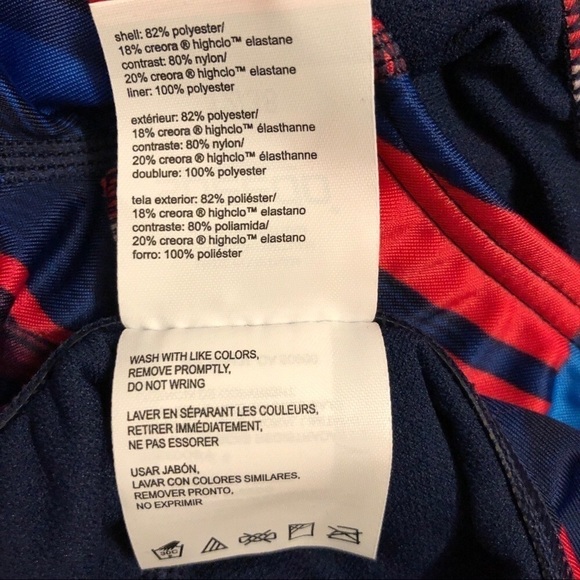 shell: 82% polyester/
18% creora ® highclo™ elastane
contrast: 80% nylon/
20% creora ® highclo™ elastane
liner: 100% polyester
extérieur: 82% polyester/
18% creora ® highclo™ élasthanne
contraste: 80% nylon/
20% creora ® highclo™ élasthanne
doublure: 100% polyester
tela exterior: 82% poliéster/
18% creora ® highclo™ elastano
contraste: 80% poliamida/
20% creora ® highclo™ elastano
forro: 100% poliéster
WASH WITH LIKE COLORS,
REMOVE PROMPTLY,
DO NOT WRING
LAVER EN SÉPARANT LES COULEURS,
RETIRER IMMÉDIATEMENT,
NE PAS ESSORER
USAR JABÓN,
LAVAR CON COLORES SIMILARES,
REMOVER PRONTO,
NO EXPRIMIR
30C